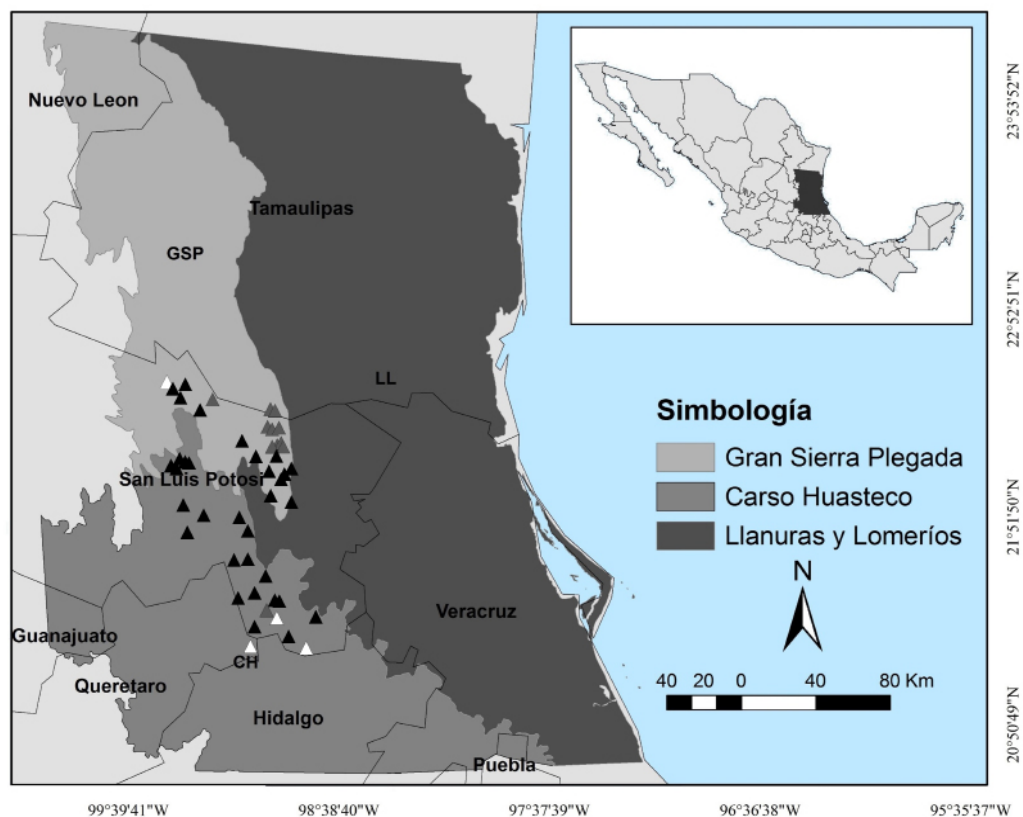 Nuevo Leon
Tamaulipas
GSP
LL
San Luis Potosi
Veracruz
Guanajuato
CH
Queretaro
Hidalgo
Puebla
Simbología
Gran Sierra Plegada
Carso Huasteco
Llanuras y Lomeríos
N
40 20 0 40 80 Km
23°53'52"N
22°52'51"N
21°51'50"N
20°50'49"N
99°39'41"W 98°38'40"W 97°37'39"W 96°36'38"W 95°35'37"W